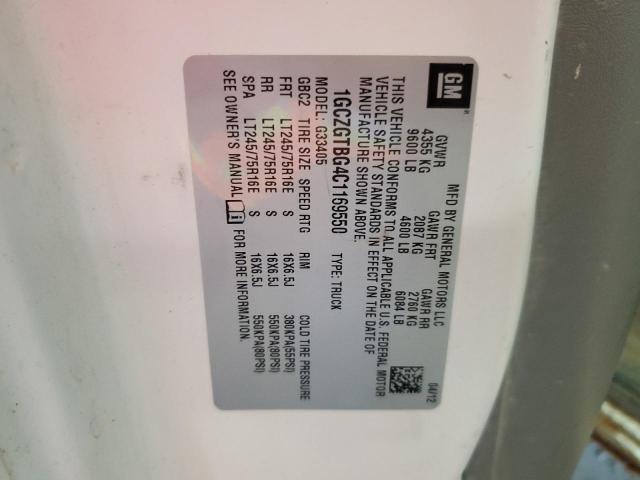 GM
MFD BY GENERAL MOTORS LLC
04/12
GVWR GAWR FRT GAWR RR
4355 KG 2087 KG 2760 KG
9600 LB 4600 LB 6084 LB
THIS VEHICLE CONFORMS TO ALL APPLICABLE U.S. FEDERAL MOTOR
VEHICLE SAFETY STANDARDS IN EFFECT ON THE DATE OF
MANUFACTURE SHOWN ABOVE.
1GCZGTBG4C1169550 TYPE: TRUCK
MODEL: G33405
GBC2 TIRE SIZE SPEED RTG RIM COLD TIRE PRESSURE
FRT LT245/75R16E S 16X6.5J 380KPA(55PSI)
RR LT245/75R16E S 16X6.5J 550KPA(80PSI)
SPA LT245/75R16E S 16X6.5J 550KPA(80PSI)
SEE OWNER'S MANUAL FOR MORE INFORMATION.